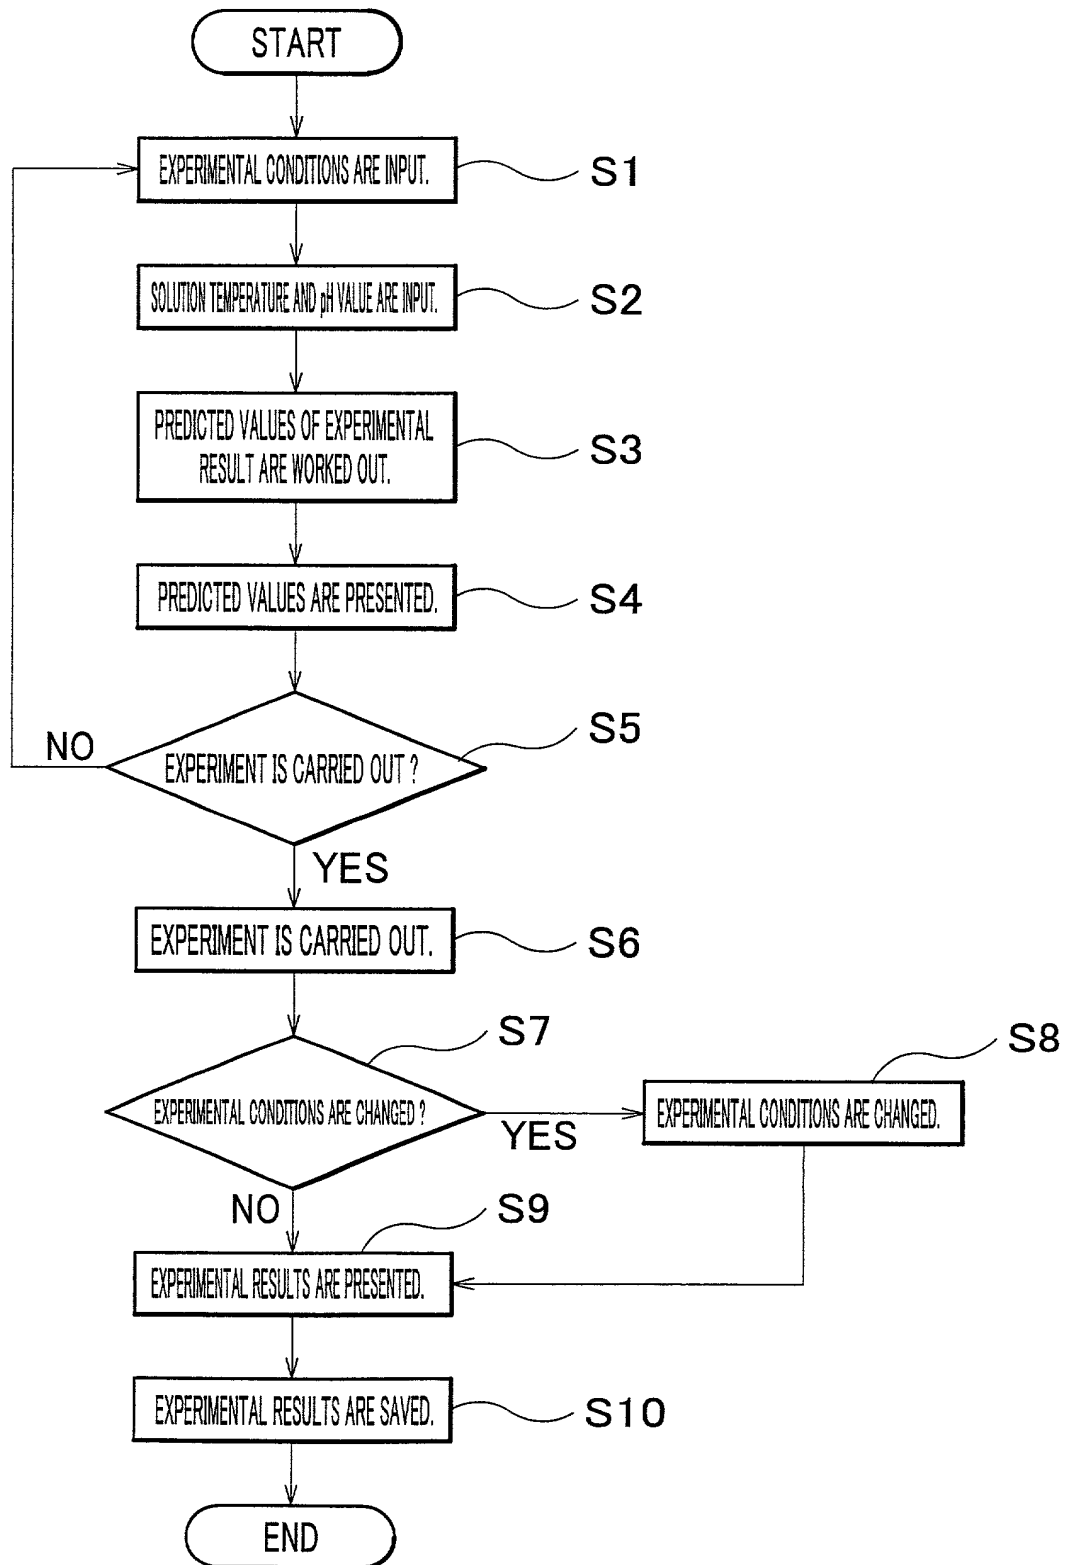 START
EXPERIMENTAL CONDITIONS ARE INPUT.
S1
SOLUTION TEMPERATURE AND pH VALUE ARE INPUT.
S2
PREDICTED VALUES OF EXPERIMENTAL
RESULT ARE WORKED OUT.
S3
PREDICTED VALUES ARE PRESENTED.
S4
S5
NO
EXPERIMENT IS CARRIED OUT ?
YES
EXPERIMENT IS CARRIED OUT.
S6
S7
S8
EXPERIMENTAL CONDITIONS ARE CHANGED ?
YES
EXPERIMENTAL CONDITIONS ARE CHANGED.
NO
S9
EXPERIMENTAL RESULTS ARE PRESENTED.
EXPERIMENTAL RESULTS ARE SAVED.
S10
END